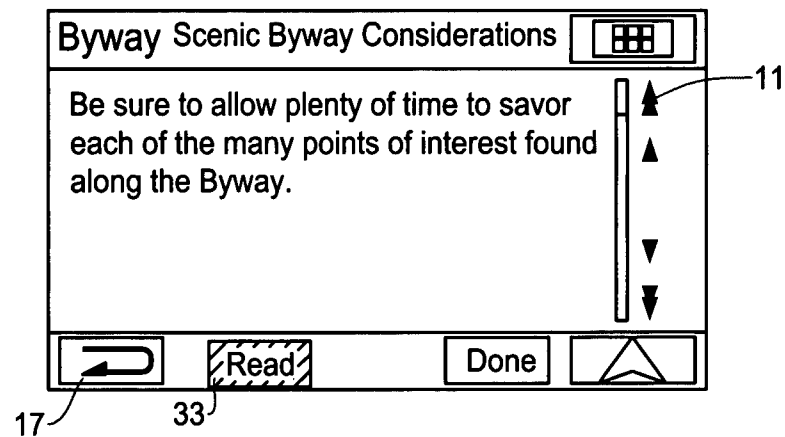 Byway Scenic Byway Considerations
11
Be sure to allow plenty of time to savor
each of the many points of interest found
along the Byway.
Read
Done
17
33